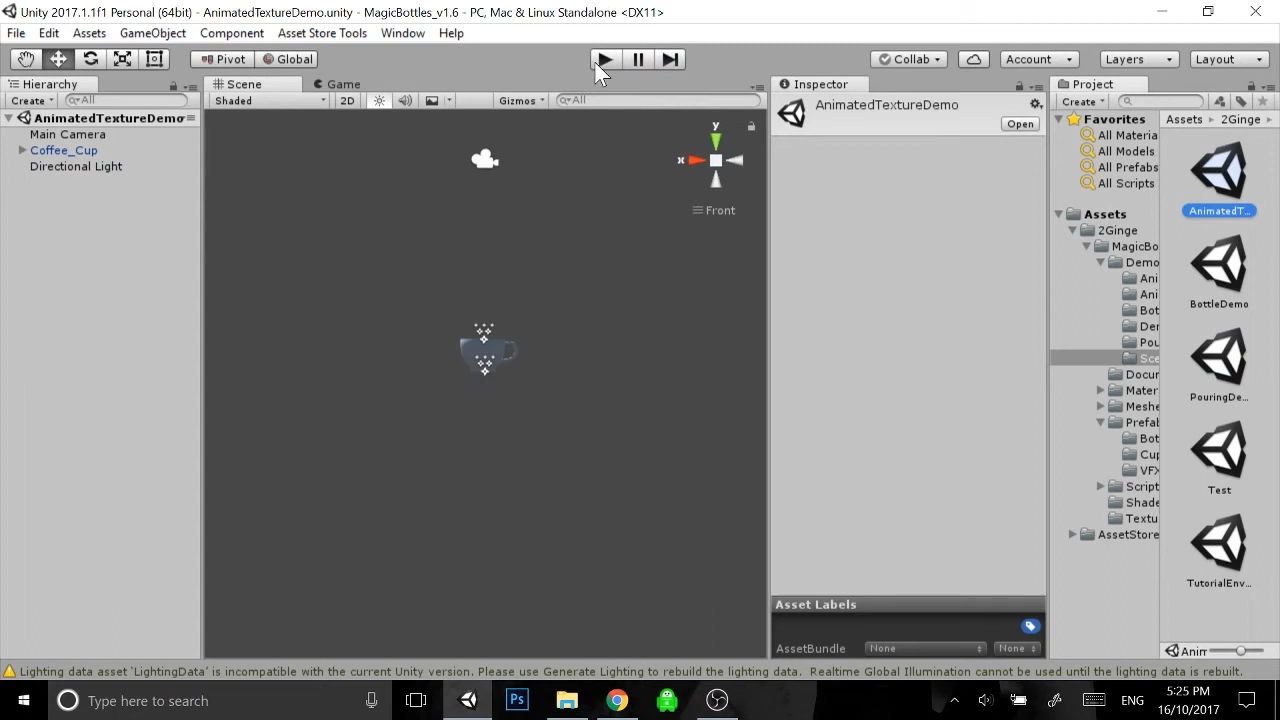 Unity 2017.1.1f1 Personal (64bit) - AnimatedTextureDemo.unity - MagicBottles_v1.6 - PC, Mac & Linux Standalone <DX11>
File Edit Assets GameObject Component Asset Store Tools Window Help
Pivot Global Collab Account Layers Layout
Hierarchy Scene Game Inspector Project
Create All Shaded 2D Gizmos All Create
AnimatedTextureDemo
Main Camera
Coffee_Cup
Directional Light
y
x
Front
AnimatedTextureDemo
Open
Asset Labels
AssetBundle None None
Favorites
All Materia
All Models
All Prefabs
All Scripts
Assets
2Ginge
MagicBo
Demo
Ani
Ani
Bot
Der
Pou
Sce
Docur
Mater
Meshe
Prefal
Bot
Cup
VFX
Script
Shade
Textu
AssetStore
Assets 2Ginge
AnimatedT...
BottleDemo
PouringDe...
Test
TutorialEnv...
Anim
Lighting data asset 'LightingData' is incompatible with the current Unity version. Please use Generate Lighting to rebuild the lighting data. Realtime Global Illumination cannot be used until the lighting data is rebuilt.
Type here to search
Ps
ENG
5:25 PM
16/10/2017